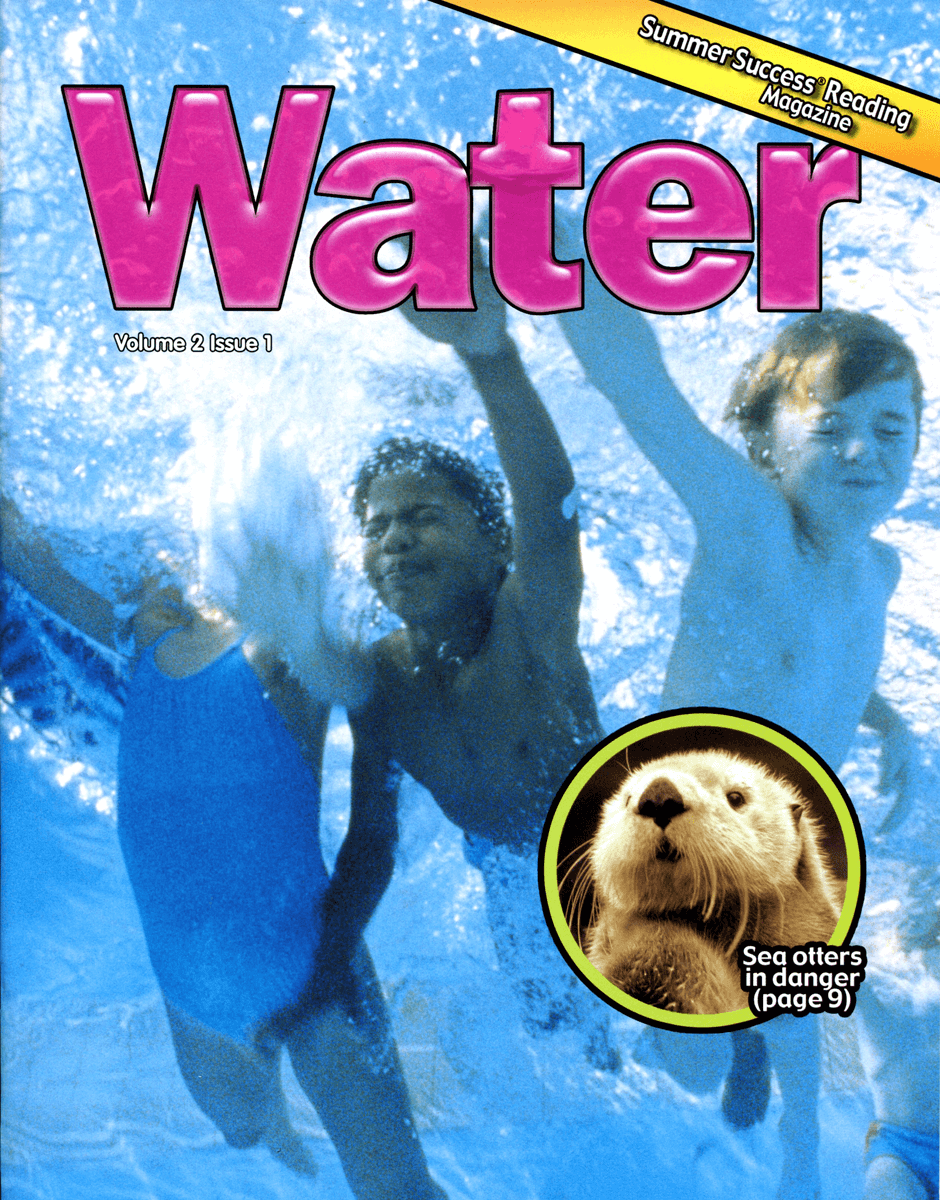 Summer Success® Reading
Magazine
Water
Volume 2 Issue 1
Sea otters
in danger
(page 9)